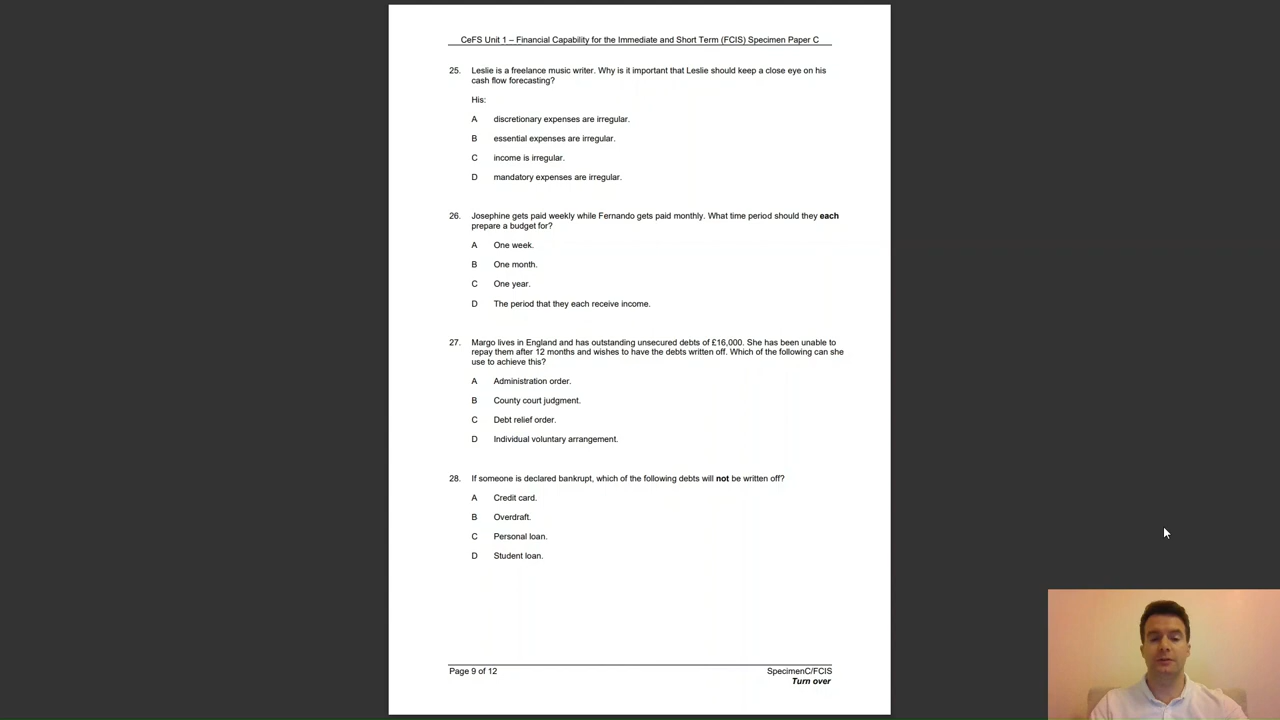 CeFS Unit 1 – Financial Capability for the Immediate and Short Term (FCIS) Specimen Paper C
25. Leslie is a freelance music writer. Why is it important that Leslie should keep a close eye on his
cash flow forecasting?
His:
A discretionary expenses are irregular.
B essential expenses are irregular.
C income is irregular.
D mandatory expenses are irregular.
26. Josephine gets paid weekly while Fernando gets paid monthly. What time period should they each
prepare a budget for?
A One week.
B One month.
C One year.
D The period that they each receive income.
27. Margo lives in England and has outstanding unsecured debts of £16,000. She has been unable to
repay them after 12 months and wishes to have the debts written off. Which of the following can she
use to achieve this?
A Administration order.
B County court judgment.
C Debt relief order.
D Individual voluntary arrangement.
28. If someone is declared bankrupt, which of the following debts will not be written off?
A Credit card.
B Overdraft.
C Personal loan.
D Student loan.
Page 9 of 12 SpecimenC/FCIS
Turn over